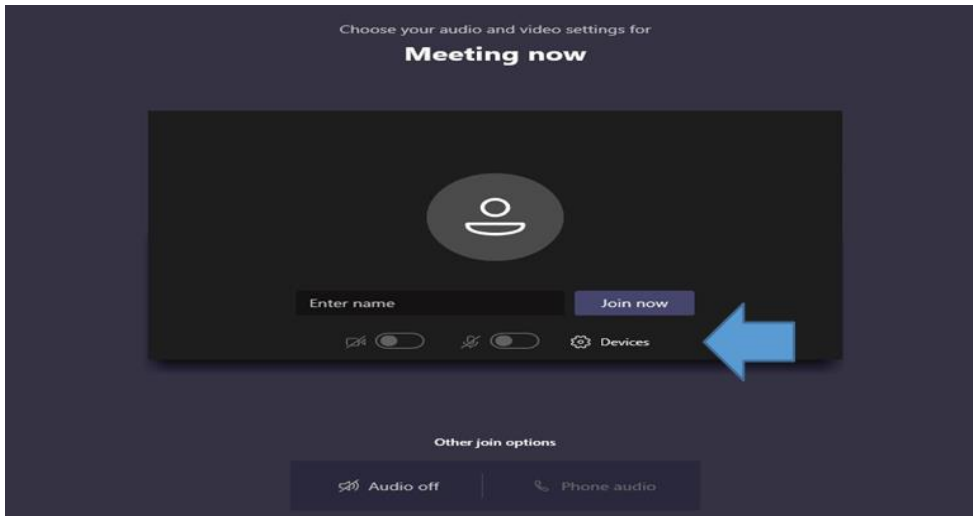 Choose your audio and video settings for
Meeting now
Enter name
Join now
Devices
Other join options
Audio off
Phone audio